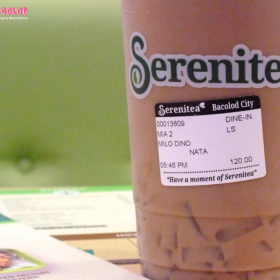 Serenitea
Serenitea Bacolod City
00013609 DINE-IN
MIA 2 LS
MILO DINO
NATA
05:46 PM 120.00
"Have a moment of Serenitea"